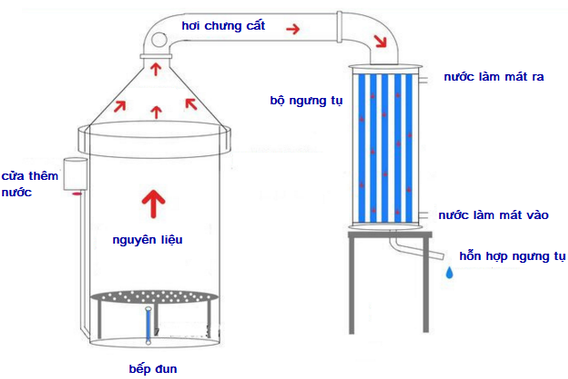 hơi chưng cất
nước làm mát ra
bộ ngưng tụ
cửa thêm
nước
nước làm mát vào
nguyên liệu
hỗn hợp ngưng tụ
bếp đun